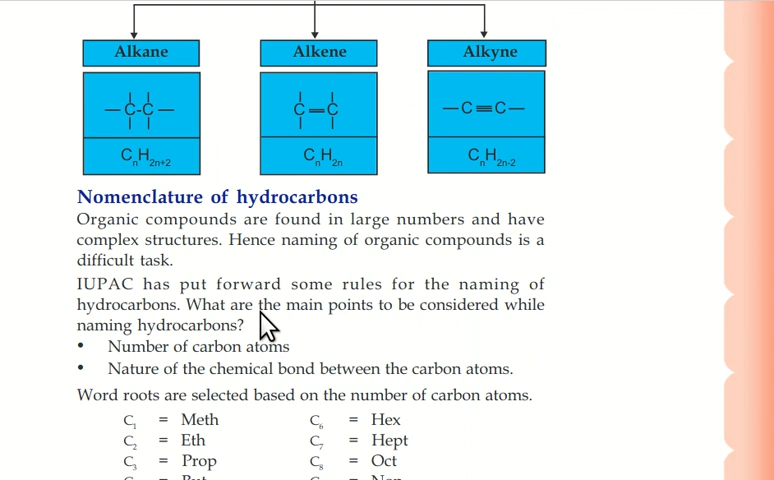 Alkane Alkene Alkyne
— C - C — C = C — C ≡ C —
CnH2n+2 CnH2n CnH2n-2
Nomenclature of hydrocarbons
Organic compounds are found in large numbers and have
complex structures. Hence naming of organic compounds is a
difficult task.
IUPAC has put forward some rules for the naming of
hydrocarbons. What are the main points to be considered while
naming hydrocarbons?
• Number of carbon atoms
• Nature of the chemical bond between the carbon atoms.
Word roots are selected based on the number of carbon atoms.
C1 = Meth C6 = Hex
C2 = Eth C7 = Hept
C3 = Prop C8 = Oct